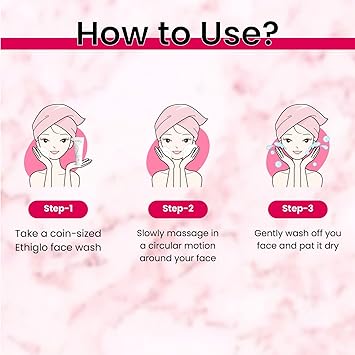 How to Use?
Step-1
Take a coin-sized
Ethiglo face wash
Step-2
Slowly massage in
a circular motion
around your face
Step-3
Gently wash off you
face and pat it dry